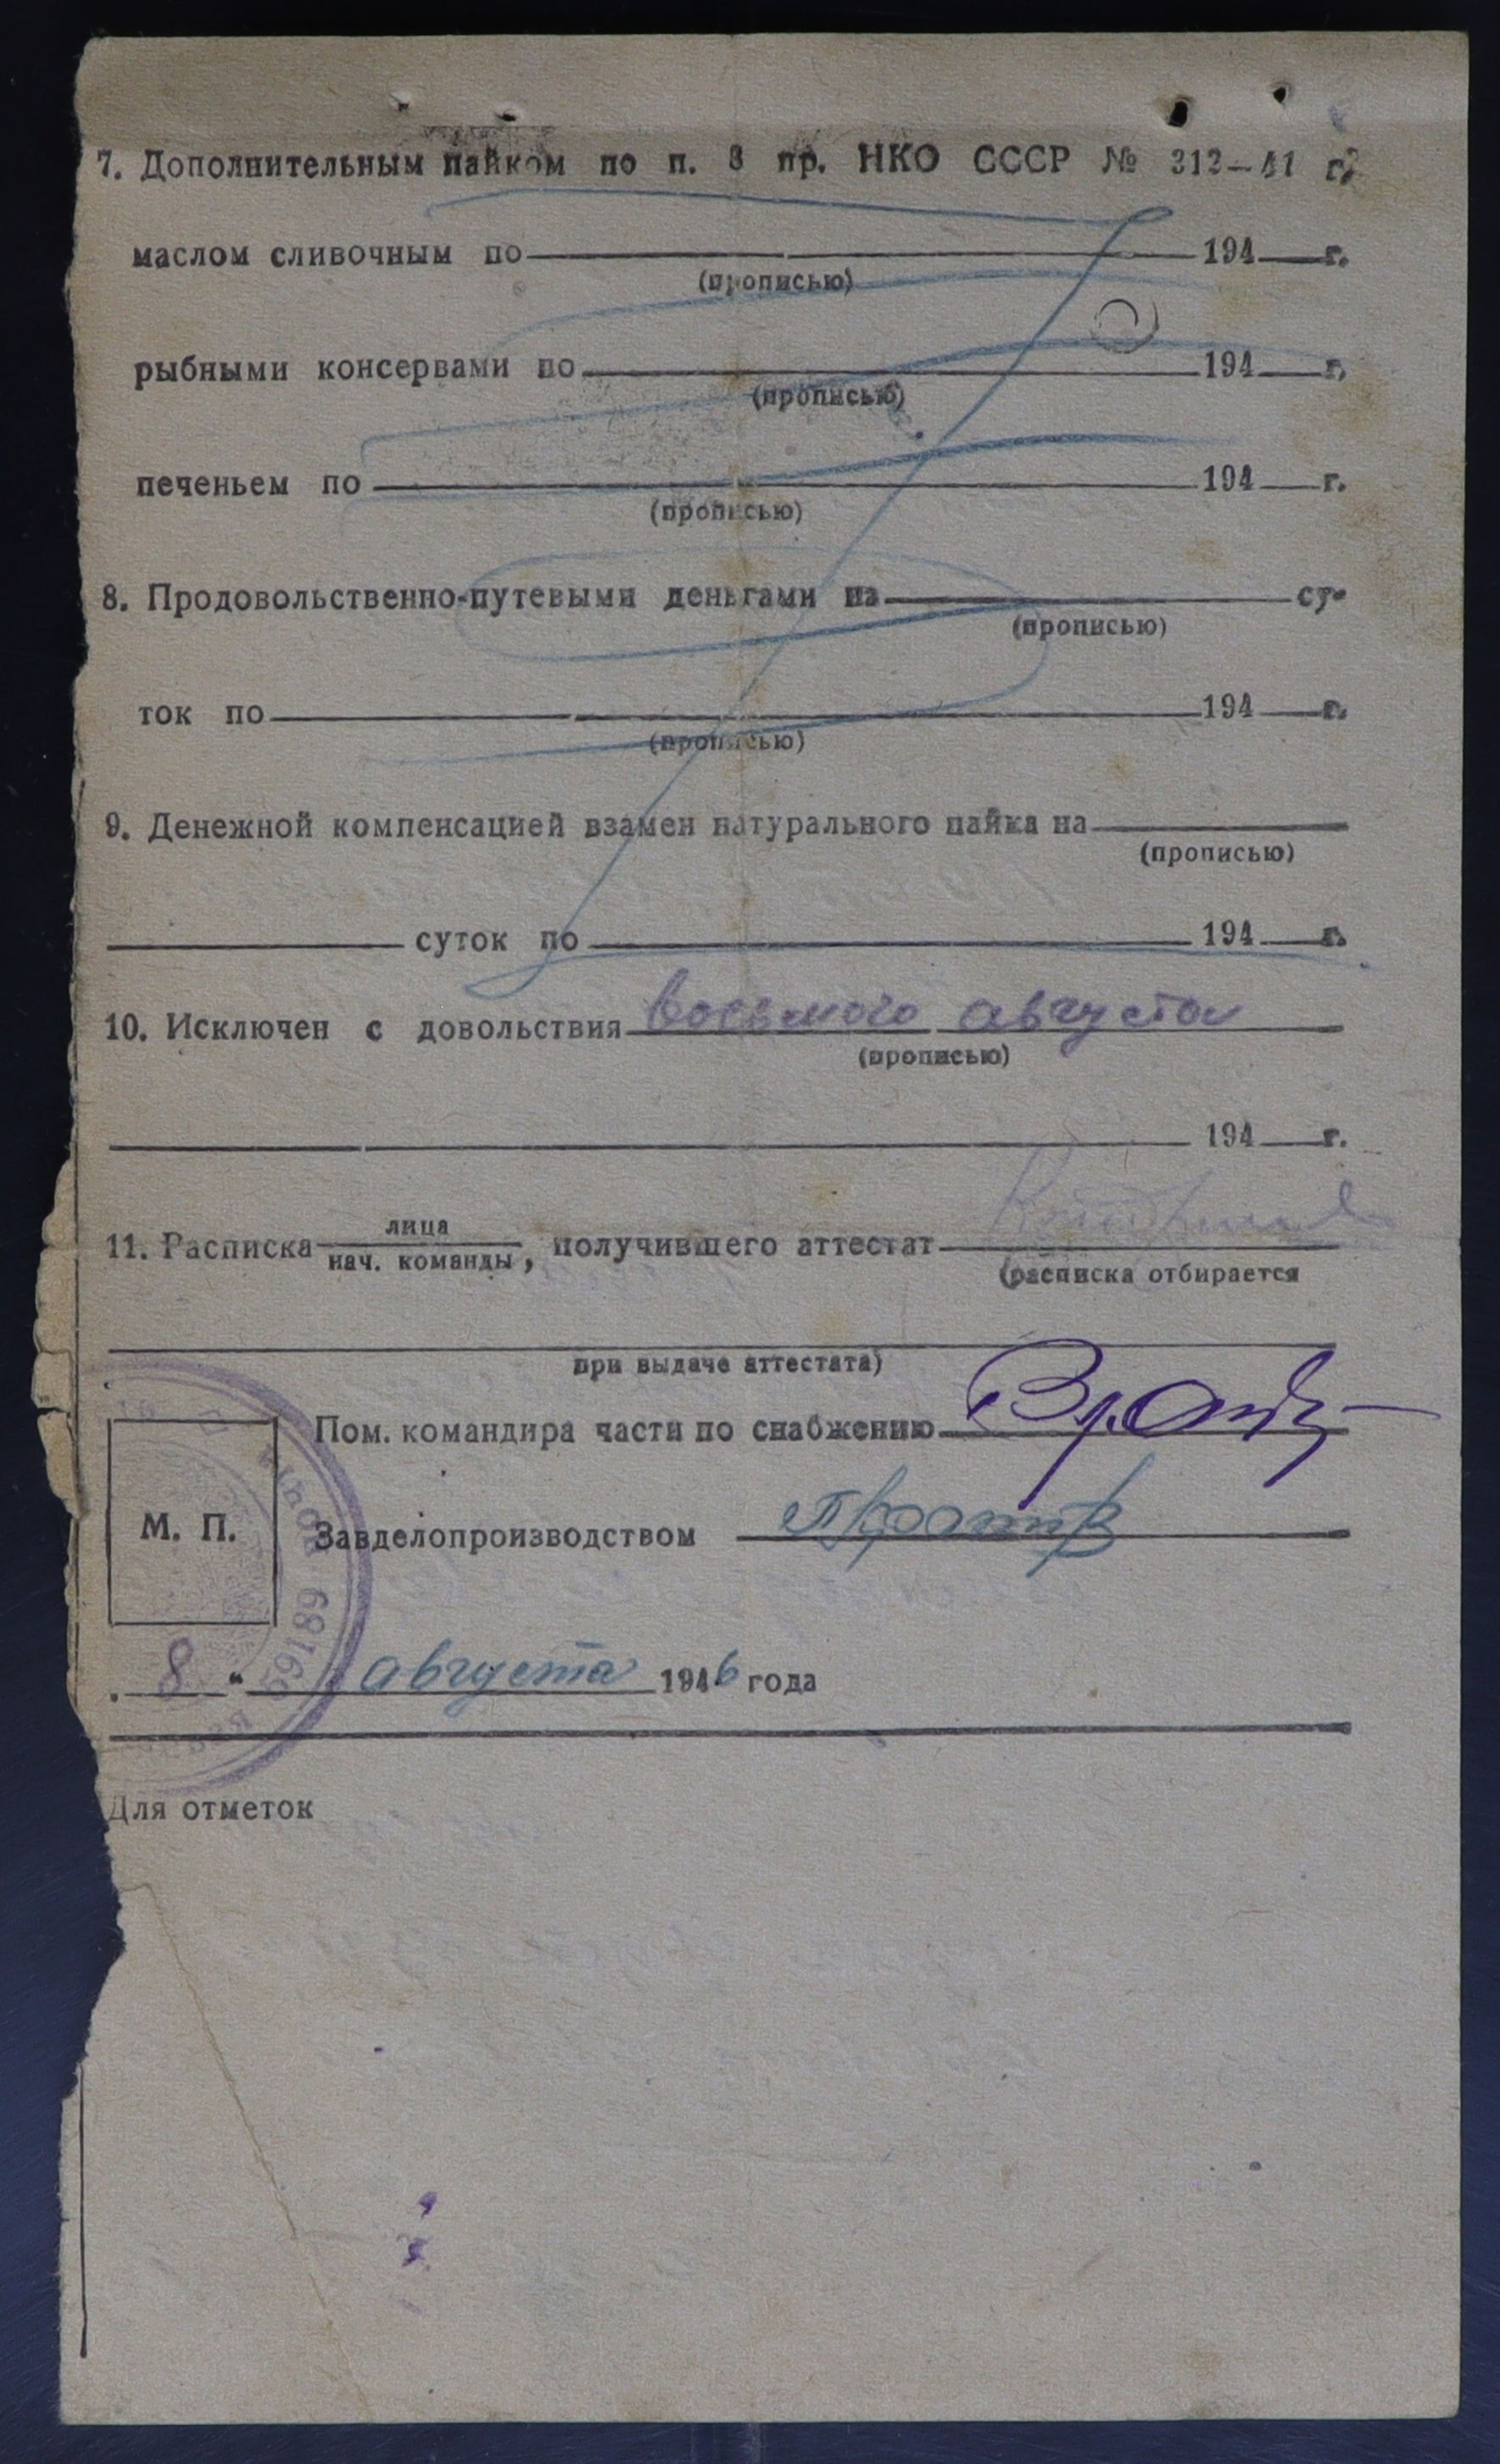 7. Дополнительным пайком по п. 3 пр. НКО СССР № 312-41 г.
маслом сливочным по 194 г.
(прописью)
рыбными консервами по 194 г.
(прописью)
печеньем по 194 г.
(прописью)
8. Продовольственно-путевыми деньгами на су-
(прописью)
ток по 194 г.
(прописью)
9. Денежной компенсацией взамен натурального пайка на
(прописью)
суток по 194 г.
10. Исключен с довольствия восьмого августа
(прописью)
194 г.
11. Расписка лица
нач. команды, получившего аттестат
(расписка отбирается
при выдаче аттестата)
Пом. командира части по снабжению
М. П.
Завделопроизводством
59189
8 " августа 1946 года
Для отметок